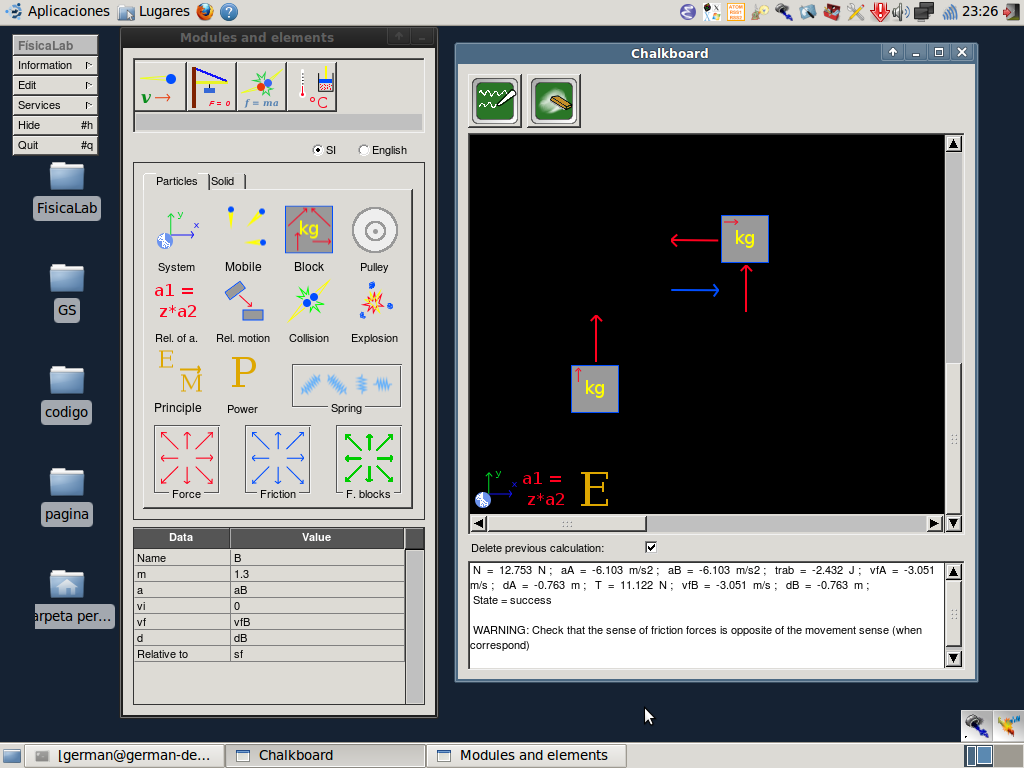 Aplicaciones Lugares ? 23:26
FisicaLab
Information
Edit
Services
Hide #h
Quit #q
FisicaLab
GS
codigo
pagina
arpeta per...
Modules and elements
v → F = 0 f = ma °C
SI English
Particles Solid
y x kg
System Mobile Block Pulley
a1 =
z*a2
Rel. of a. Rel. motion Collision Explosion
E M P
Principle Power Spring
Force Friction F. blocks
Data Value
Name B
m 1.3
a aB
vi 0
vf vfB
d dB
Relative to sf
Chalkboard
kg
kg
y x a1 =
z*a2 E
Delete previous calculation:
N = 12.753 N ; aA = -6.103 m/s2 ; aB = -6.103 m/s2 ; trab = -2.432 J ; vfA = -3.051
m/s ; dA = -0.763 m ; T = 11.122 N ; vfB = -3.051 m/s ; dB = -0.763 m ;
State = success
WARNING: Check that the sense of friction forces is opposite of the movement sense (when
correspond)
[german@german-de... Chalkboard Modules and elements